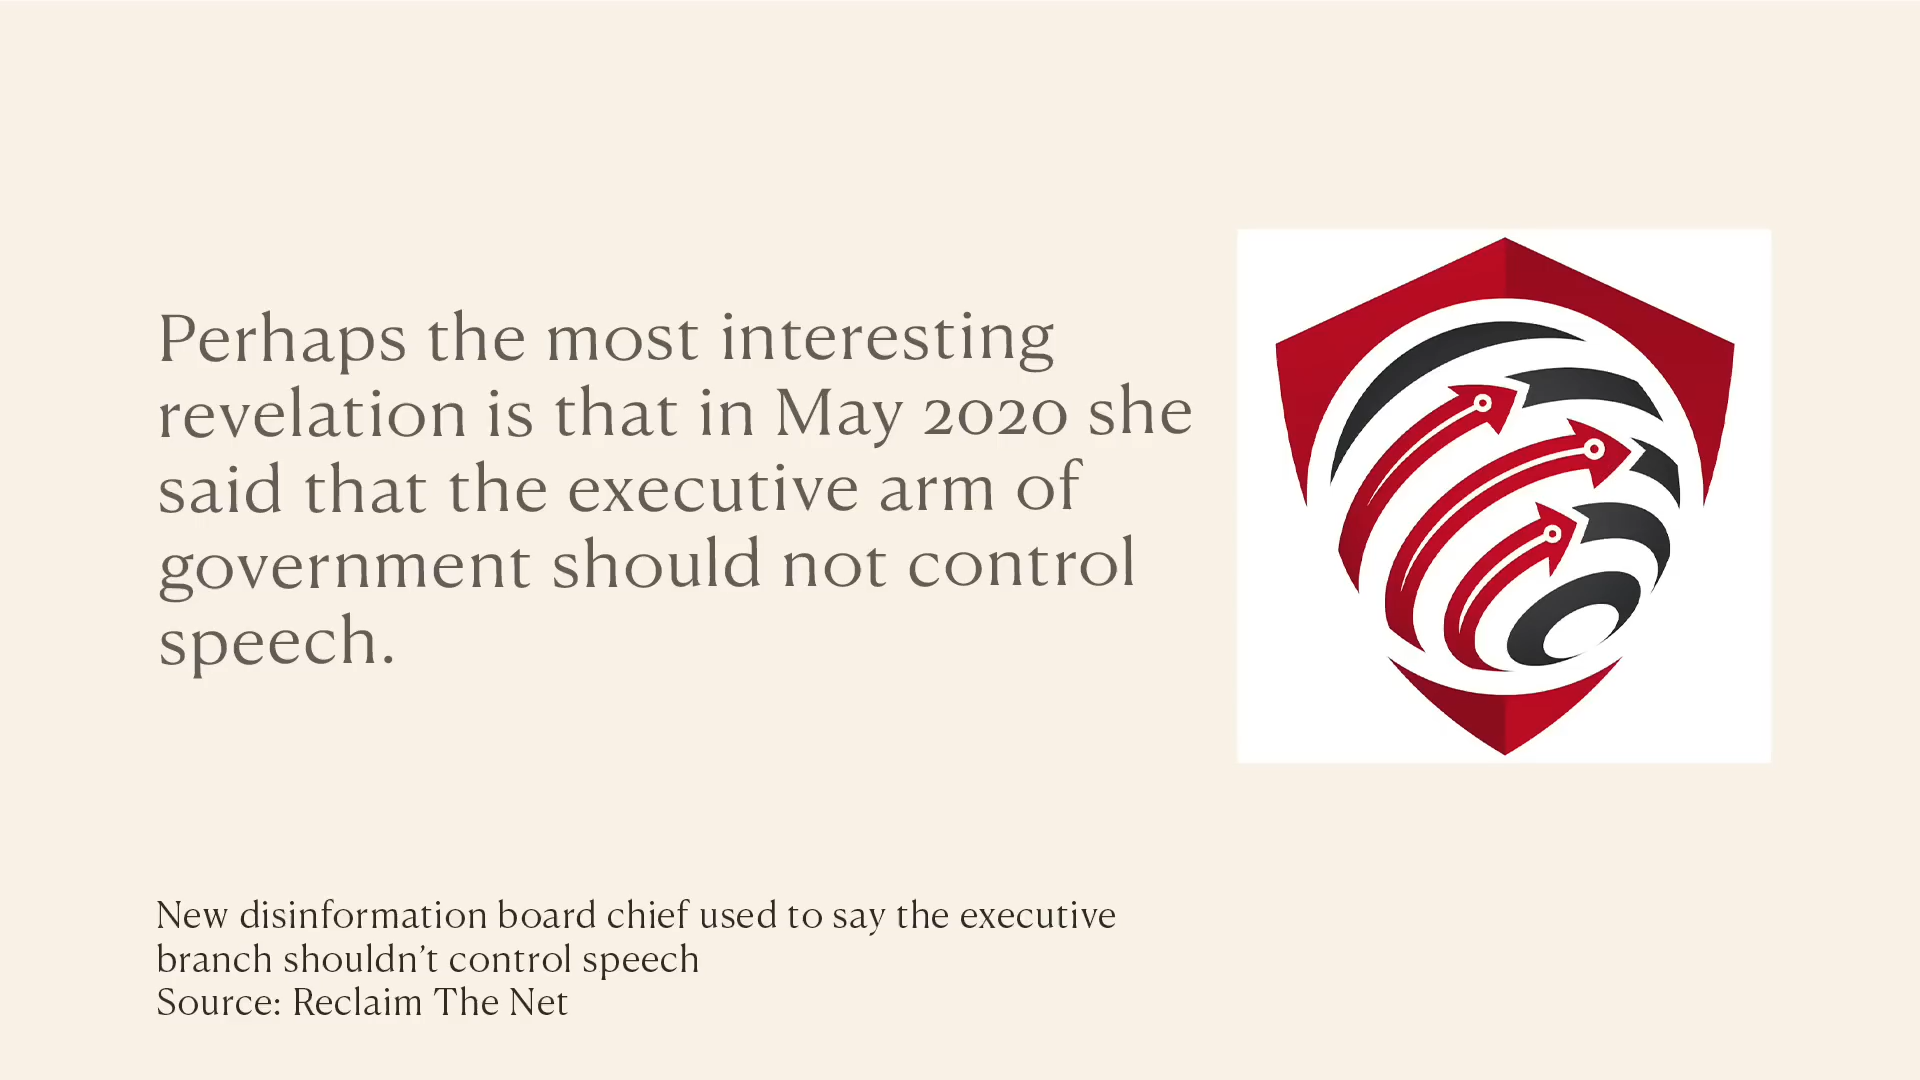 Perhaps the most interesting
revelation is that in May 2020 she
said that the executive arm of
government should not control
speech.
New disinformation board chief used to say the executive
branch shouldn’t control speech
Source: Reclaim The Net